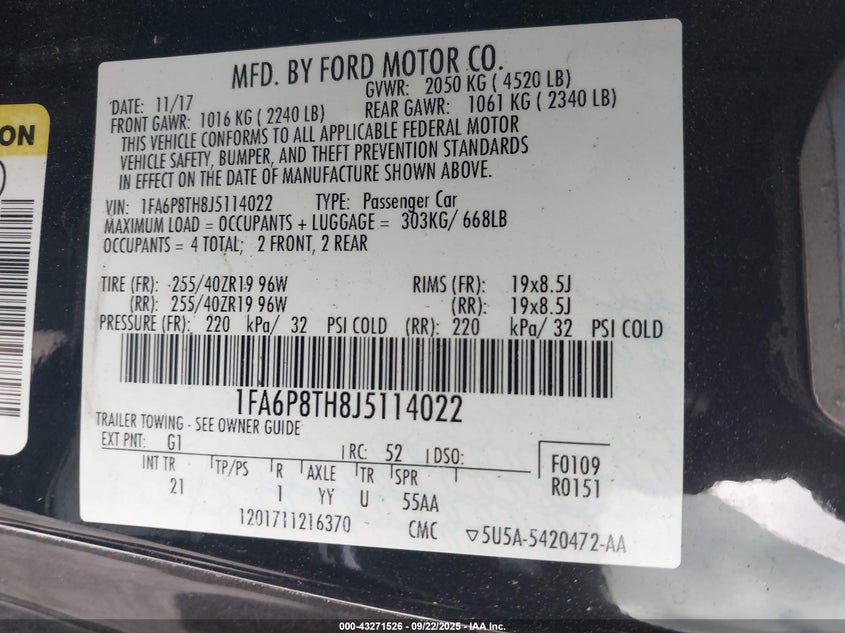 MFD. BY FORD MOTOR CO.
DATE: 11/17 GVWR: 2050 KG ( 4520 LB)
FRONT GAWR: 1016 KG ( 2240 LB) REAR GAWR: 1061 KG ( 2340 LB)
THIS VEHICLE CONFORMS TO ALL APPLICABLE FEDERAL MOTOR
VEHICLE SAFETY, BUMPER, AND THEFT PREVENTION STANDARDS
IN EFFECT ON THE DATE OF MANUFACTURE SHOWN ABOVE.
VIN: 1FA6P8TH8J5114022 TYPE: Passenger Car
MAXIMUM LOAD = OCCUPANTS + LUGGAGE = 303KG/ 668LB
OCCUPANTS = 4 TOTAL; 2 FRONT, 2 REAR
TIRE (FR): 255/40ZR19 96W RIMS (FR): 19x8.5J
(RR): 255/40ZR19 96W (RR): 19x8.5J
PRESSURE (FR): 220 kPa/ 32 PSI COLD (RR): 220 kPa/ 32 PSI COLD
1FA6P8TH8J5114022
TRAILER TOWING - SEE OWNER GUIDE
EXT PNT: G1 RC: 52 DSO:
INT TR TP/PS R AXLE TR SPR
21 1 YY U 55AA
F0109
R0151
1201711216370 CMC 5U5A-5420472-AA
ON
000-43271526 - 09/22/2025 - IAA Inc.